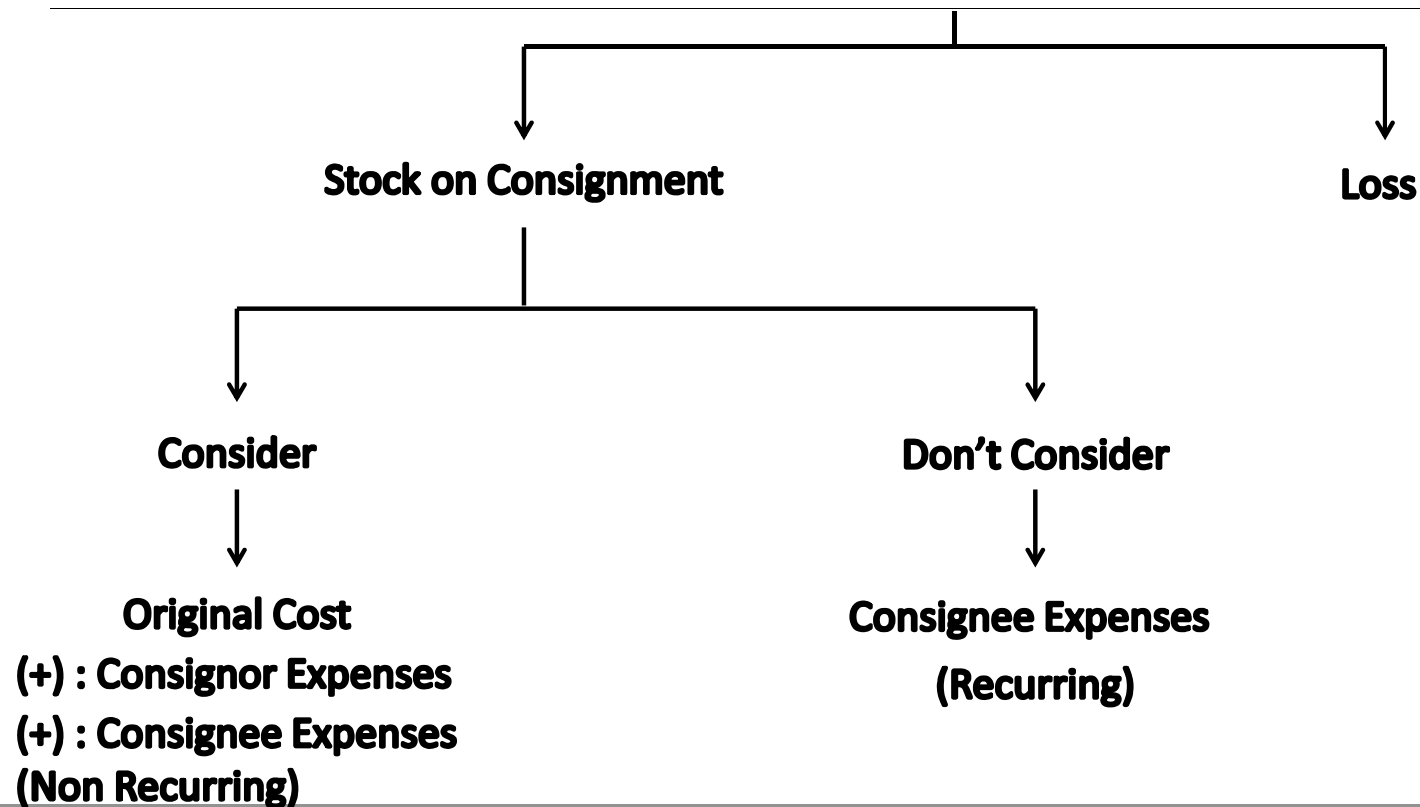 Stock on Consignment
Loss
Consider
Don't Consider
Original Cost
(+) : Consignor Expenses
(+) : Consignee Expenses
(Non Recurring)
Consignee Expenses
(Recurring)